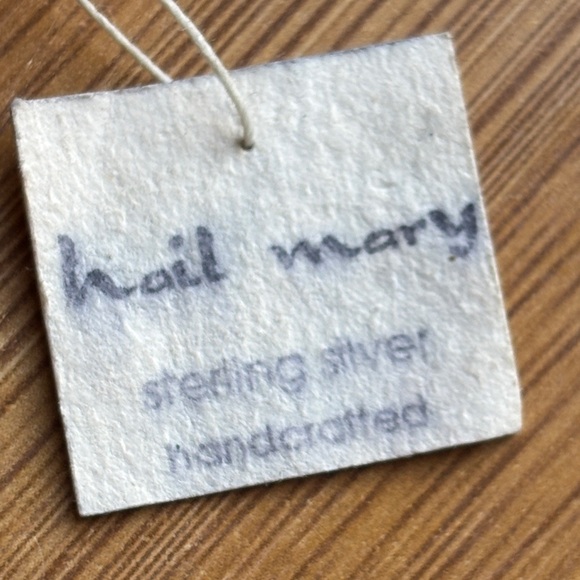 hail mary
sterling silver
handcrafted